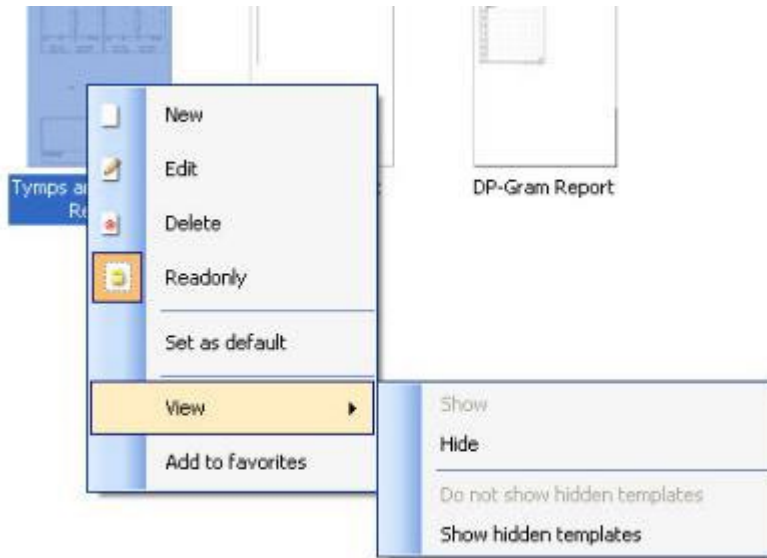 Tymps
Re
DP-Gram Report
New
Edit
Delete
Readonly
Set as default
View
Add to favorites
Show
Hide
Do not show hidden templates
Show hidden templates